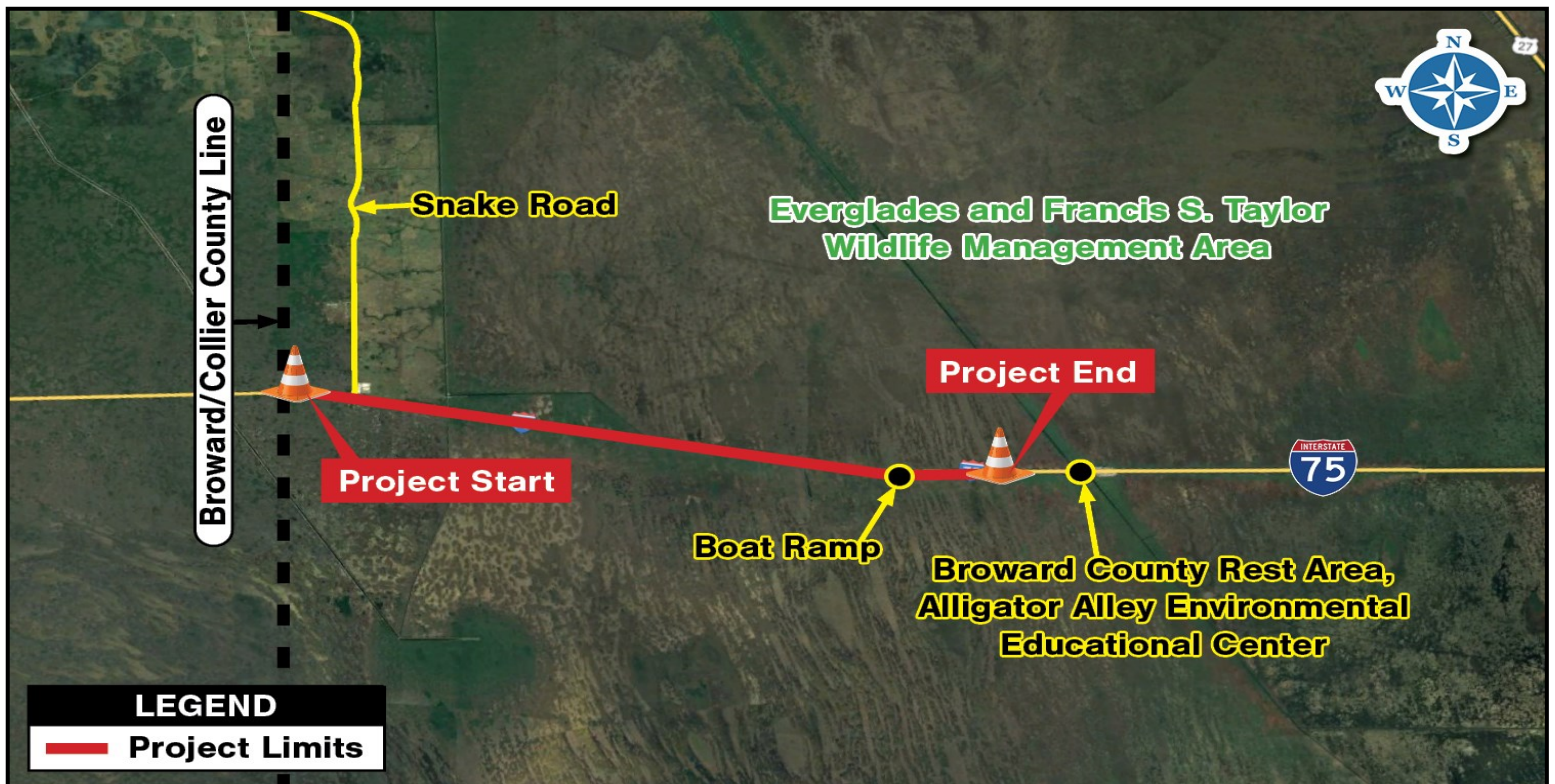 27
N
W E
S
Broward/Collier County Line
Snake Road
Everglades and Francis S. Taylor
Wildlife Management Area
Project End
Project Start
INTERSTATE
75
Boat Ramp
Broward County Rest Area,
Alligator Alley Environmental
Educational Center
LEGEND
Project Limits